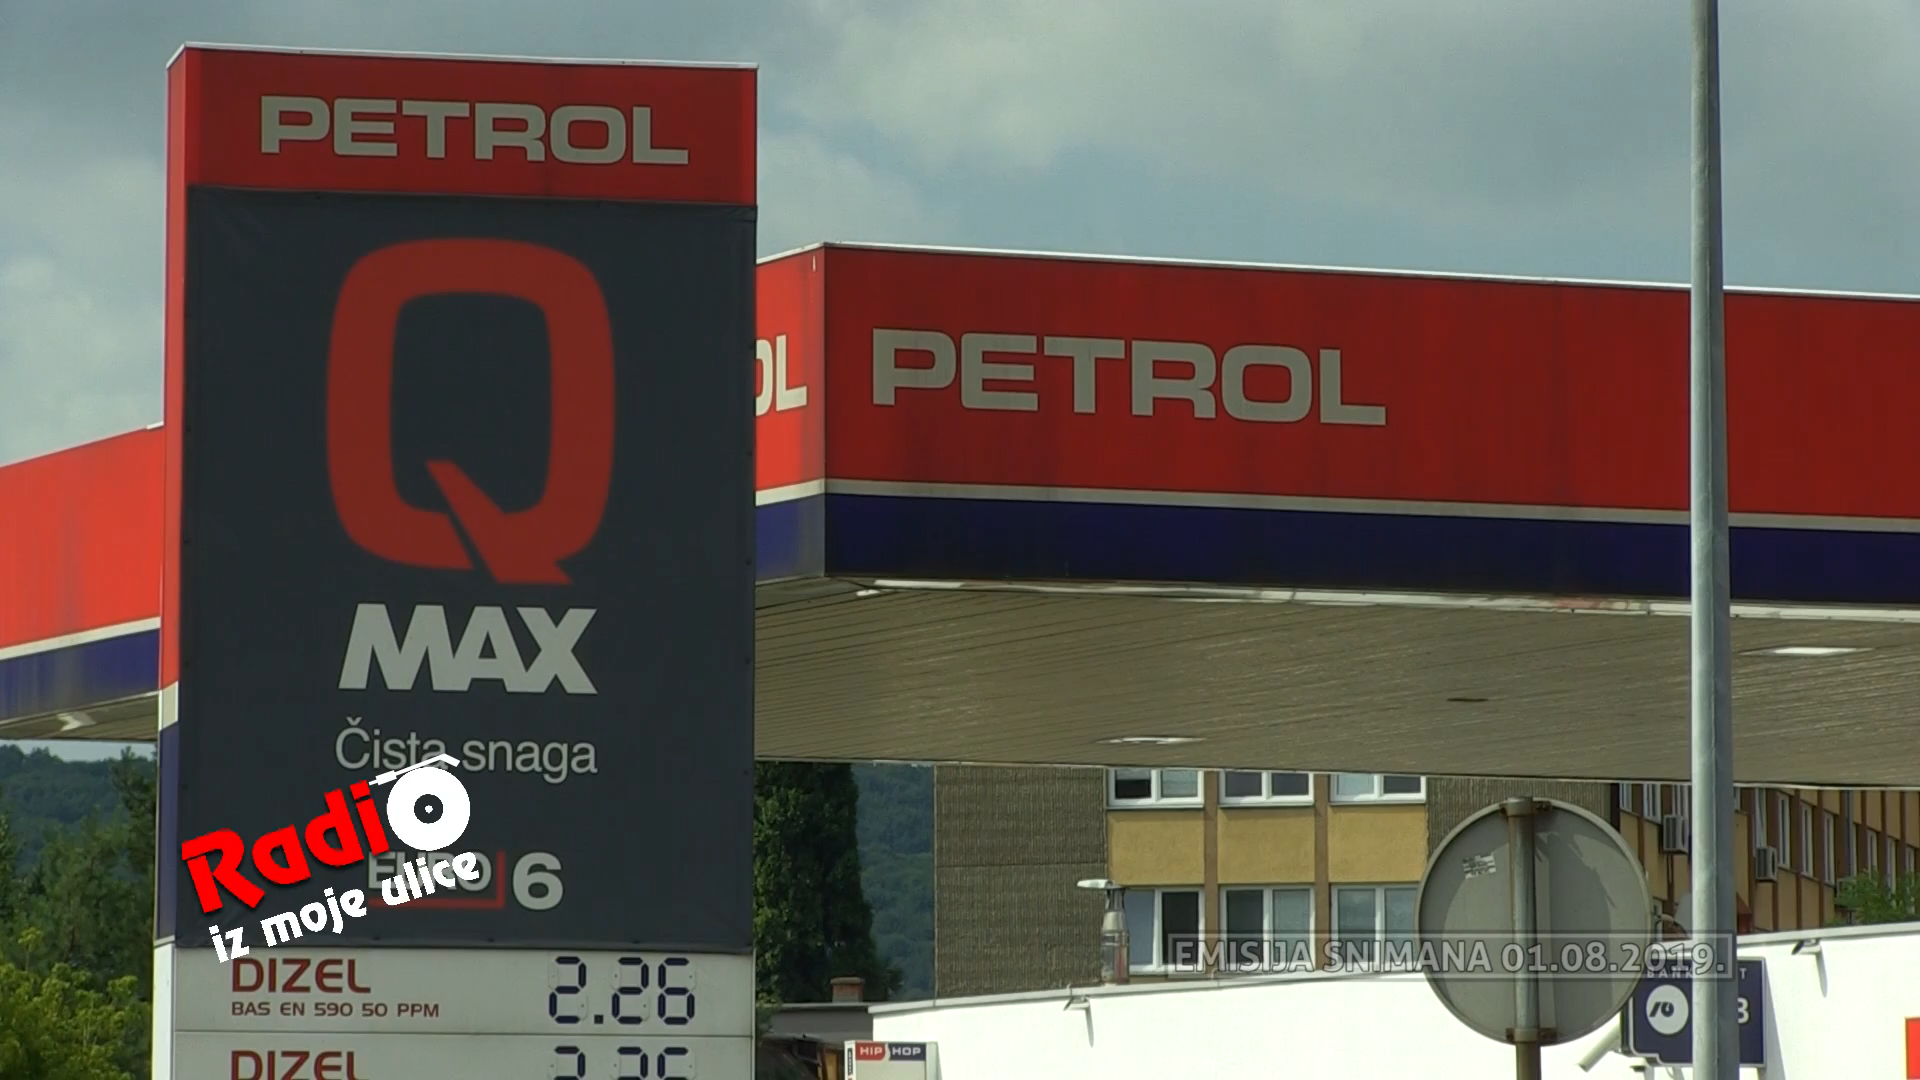 PETROL
Q
MAX
Čista snaga
EURO 6
Radio
iz moje ulice
DIZEL 2.26
BAS EN 590 50 PPM
DIZEL
OL
PETROL
EMISIJA SNIMANA 01.08.2019.
HIP HOP